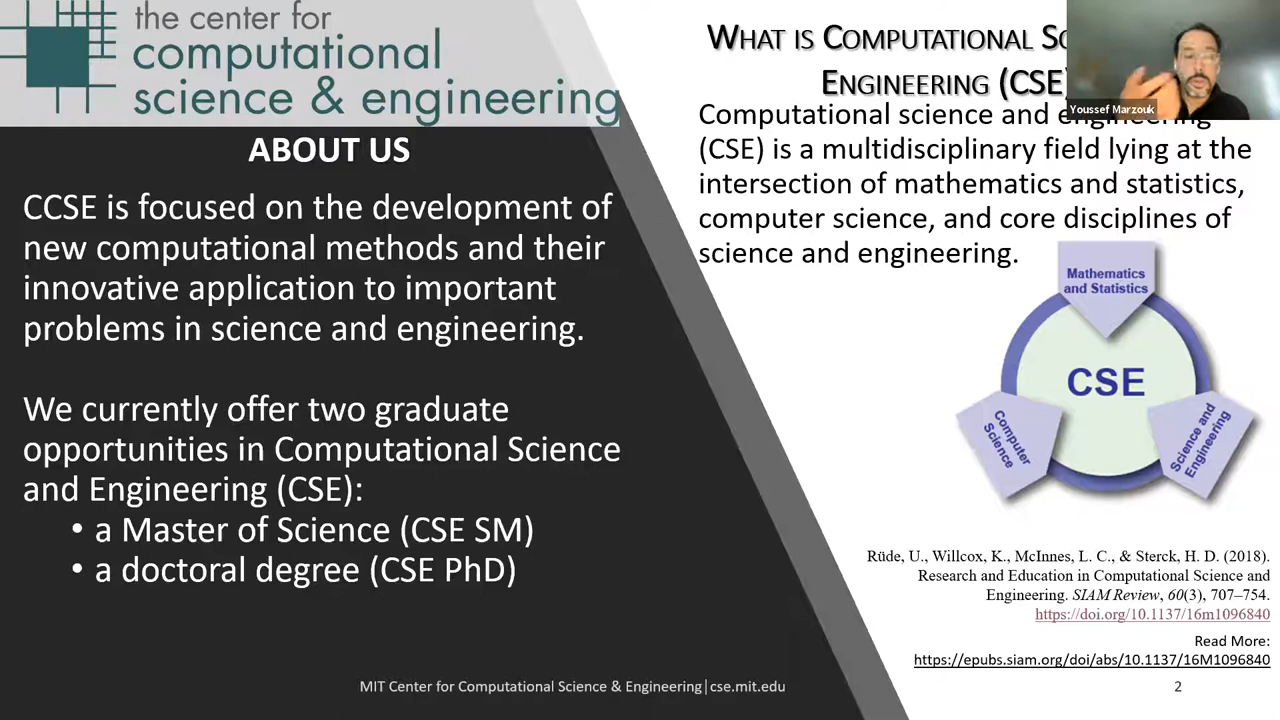 the center for
computational
science & engineering
ABOUT US
CCSE is focused on the development of
new computational methods and their
innovative application to important
problems in science and engineering.
We currently offer two graduate
opportunities in Computational Science
and Engineering (CSE):
• a Master of Science (CSE SM)
• a doctoral degree (CSE PhD)
WHAT IS COMPUTATIONAL
ENGINEERING (CSE)
Youssef Marzouk
Computational science and engineering
(CSE) is a multidisciplinary field lying at the
intersection of mathematics and statistics,
computer science, and core disciplines of
science and engineering.
Mathematics
and Statistics
CSE
Computer
Science
Science and
Engineering
Rüde, U., Willcox, K., McInnes, L. C., & Sterck, H. D. (2018).
Research and Education in Computational Science and
Engineering. SIAM Review, 60(3), 707–754.
https://doi.org/10.1137/16m1096840
Read More:
https://epubs.siam.org/doi/abs/10.1137/16M1096840
MIT Center for Computational Science & Engineering|cse.mit.edu
2